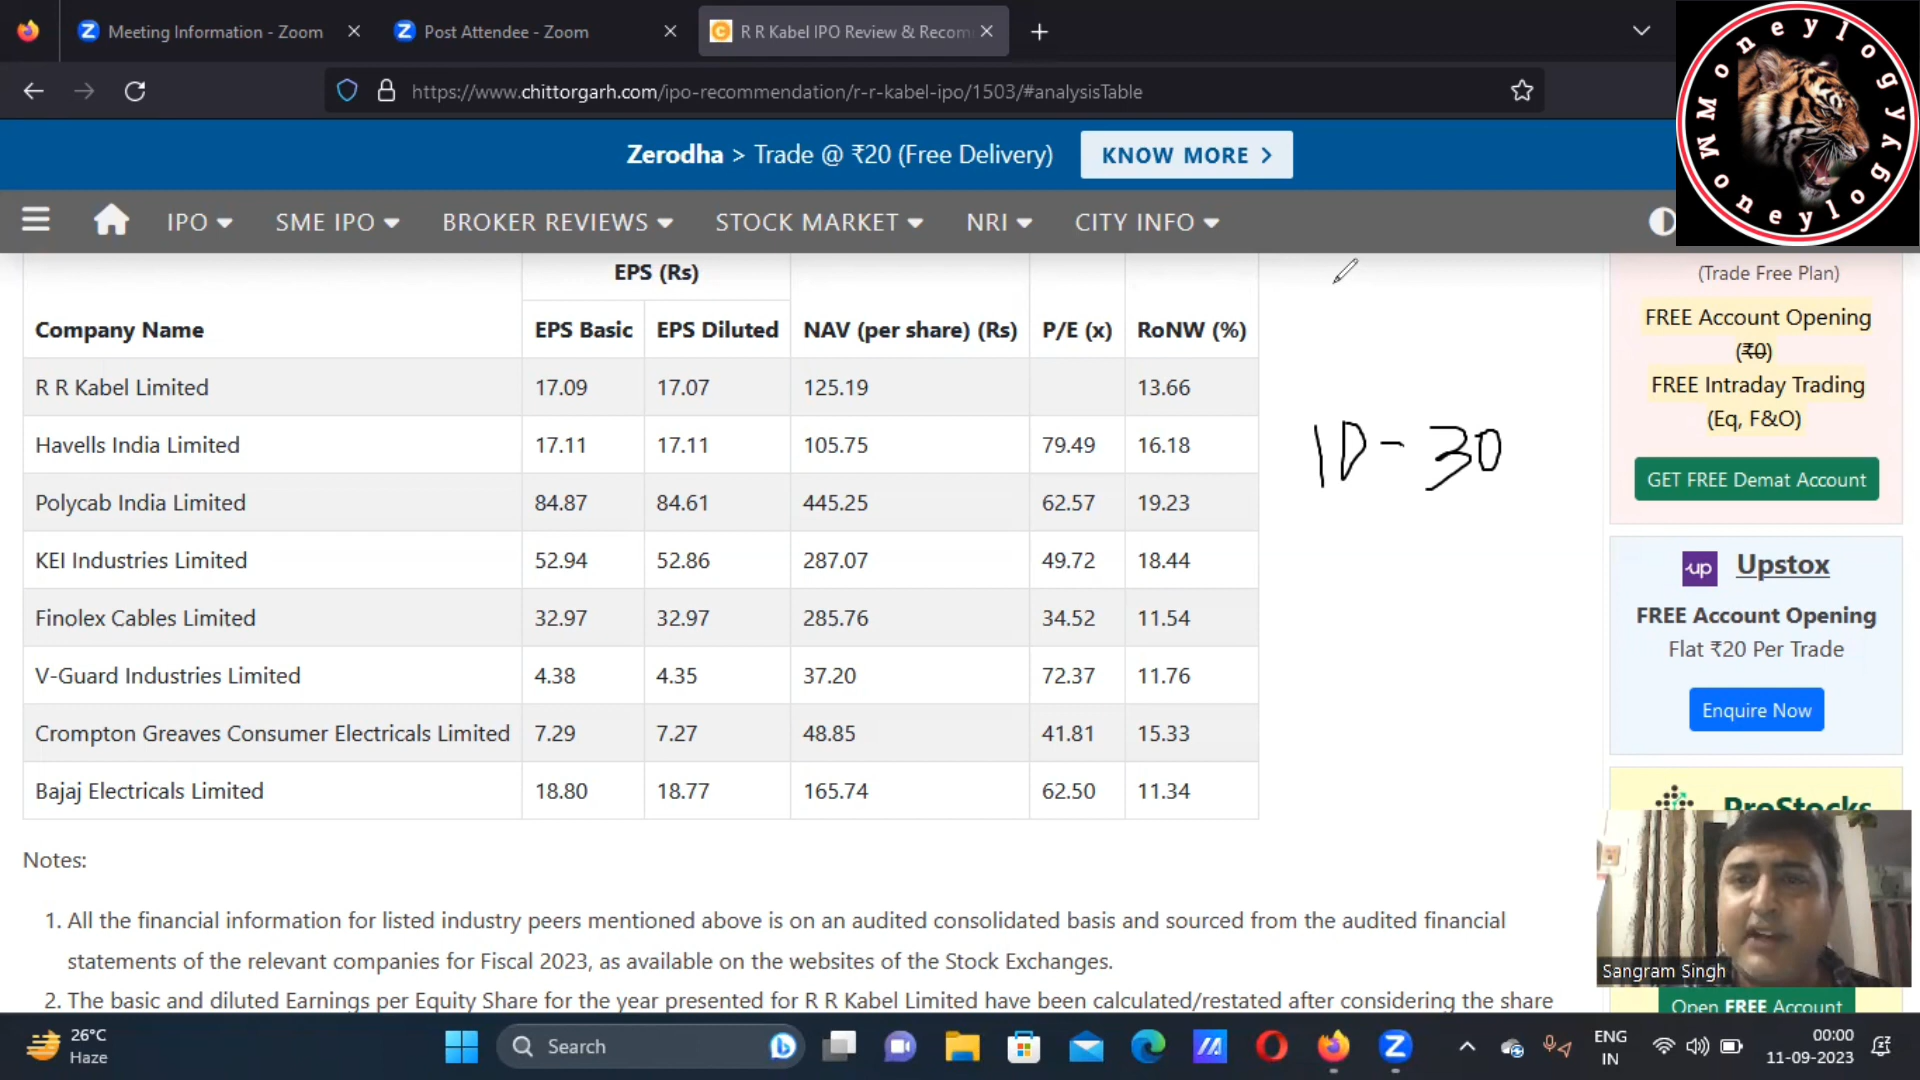 Meeting Information - Zoom
Post Attendee - Zoom
R R Kabel IPO Review & Recom
https://www.chittorgarh.com/ipo-recommendation/r-r-kabel-ipo/1503/#analysisTable
Moneylogyy Moneylogyy
Zerodha > Trade @ ₹20 (Free Delivery) KNOW MORE >
IPO SME IPO BROKER REVIEWS STOCK MARKET NRI CITY INFO
EPS (Rs)
Company Name EPS Basic EPS Diluted NAV (per share) (Rs) P/E (x) RoNW (%)
R R Kabel Limited 17.09 17.07 125.19 13.66
Havells India Limited 17.11 17.11 105.75 79.49 16.18
Polycab India Limited 84.87 84.61 445.25 62.57 19.23
KEI Industries Limited 52.94 52.86 287.07 49.72 18.44
Finolex Cables Limited 32.97 32.97 285.76 34.52 11.54
V-Guard Industries Limited 4.38 4.35 37.20 72.37 11.76
Crompton Greaves Consumer Electricals Limited 7.29 7.27 48.85 41.81 15.33
Bajaj Electricals Limited 18.80 18.77 165.74 62.50 11.34
1D - 30
(Trade Free Plan)
FREE Account Opening
(₹0)
FREE Intraday Trading
(Eq, F&O)
GET FREE Demat Account
up Upstox
FREE Account Opening
Flat ₹20 Per Trade
Enquire Now
ProStocks
Sangram Singh
Open FREE Account
Notes:
1. All the financial information for listed industry peers mentioned above is on an audited consolidated basis and sourced from the audited financial
statements of the relevant companies for Fiscal 2023, as available on the websites of the Stock Exchanges.
2. The basic and diluted Earnings per Equity Share for the year presented for R R Kabel Limited have been calculated/restated after considering the share
26°C
Haze
Search
ENG
IN
00:00
11-09-2023